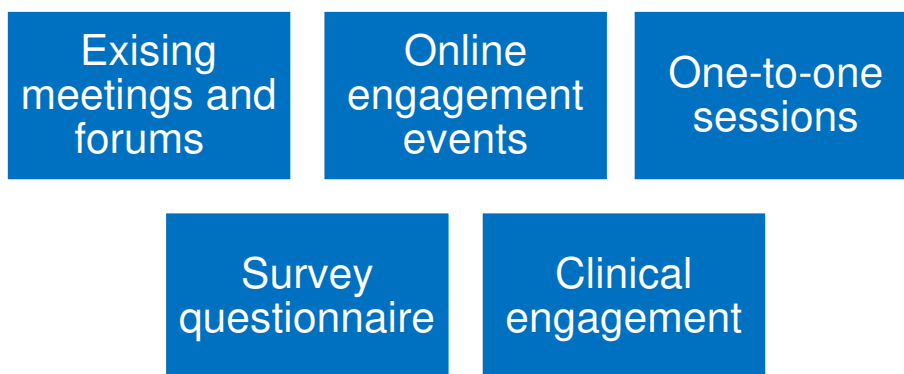 Exising
meetings and
forums
Online
engagement
events
One-to-one
sessions
Survey
questionnaire
Clinical
engagement